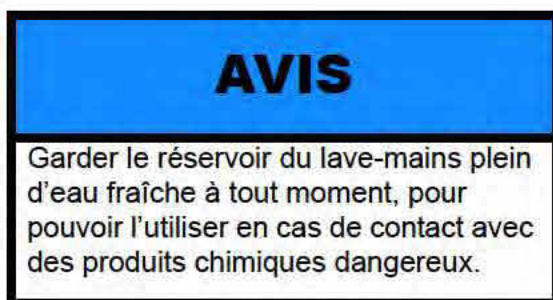 AVIS
Garder le réservoir du lave-mains plein
d'eau fraîche à tout moment, pour
pouvoir l'utiliser en cas de contact avec
des produits chimiques dangereux.